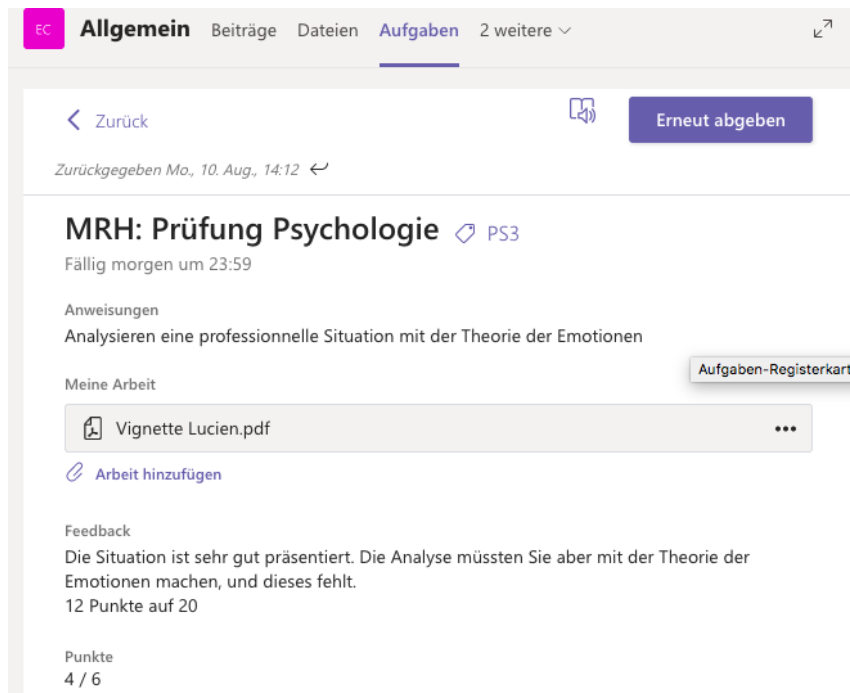 EC Allgemein Beiträge Dateien Aufgaben 2 weitere
Zurück
Erneut abgeben
Zurückgegeben Mo., 10. Aug., 14:12
MRH: Prüfung Psychologie PS3
Fällig morgen um 23:59
Anweisungen
Analysieren eine professionnelle Situation mit der Theorie der Emotionen
Aufgaben-Registerkart
Meine Arbeit
Vignette Lucien.pdf
Arbeit hinzufügen
Feedback
Die Situation ist sehr gut präsentiert. Die Analyse müssten Sie aber mit der Theorie der
Emotionen machen, und dieses fehlt.
12 Punkte auf 20
Punkte
4 / 6